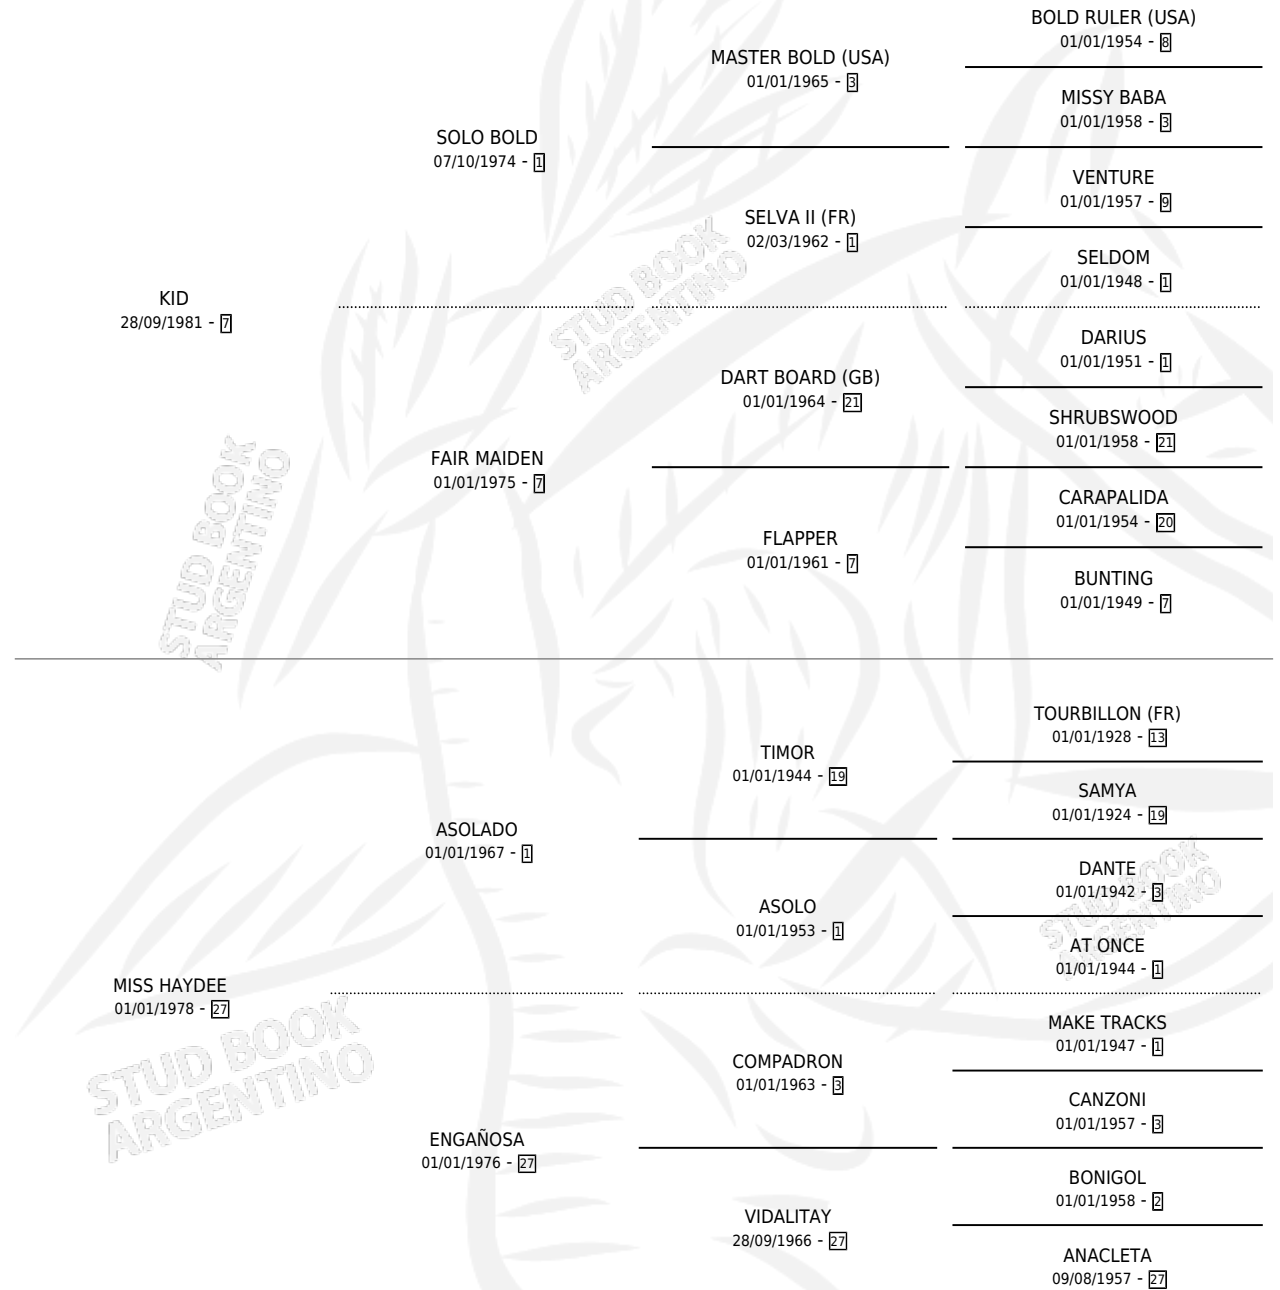 BOLD RULER (USA)
01/01/1954 - 8
MASTER BOLD (USA)
01/01/1965 - 3
MISSY BABA
01/01/1958 - 3
SOLO BOLD
07/10/1974 - 1
VENTURE
01/01/1957 - 9
SELVA II (FR)
02/03/1962 - 1
SELDOM
01/01/1948 - 1
KID
28/09/1981 - 7
DARIUS
01/01/1951 - 1
DART BOARD (GB)
01/01/1964 - 21
SHRUBSWOOD
01/01/1958 - 21
FAIR MAIDEN
01/01/1975 - 7
CARAPALIDA
01/01/1954 - 20
FLAPPER
01/01/1961 - 7
BUNTING
01/01/1949 - 7
TOURBILLON (FR)
01/01/1928 - 13
TIMOR
01/01/1944 - 19
SAMYA
01/01/1924 - 19
ASOLADO
01/01/1967 - 1
DANTE
01/01/1942 - 3
ASOLO
01/01/1953 - 1
AT ONCE
01/01/1944 - 1
MISS HAYDEE
01/01/1978 - 27
MAKE TRACKS
01/01/1947 - 1
COMPADRON
01/01/1963 - 3
CANZONI
01/01/1957 - 3
ENGAÑOSA
01/01/1976 - 27
BONIGOL
01/01/1958 - 2
VIDALITAY
28/09/1966 - 27
ANACLETA
09/08/1957 - 27
STUD BOOK
ARGENTINO
STUD BOOK
ARGENTINO
STUD BOOK
ARGENTINO
STUD BOOK
ARGENTINO